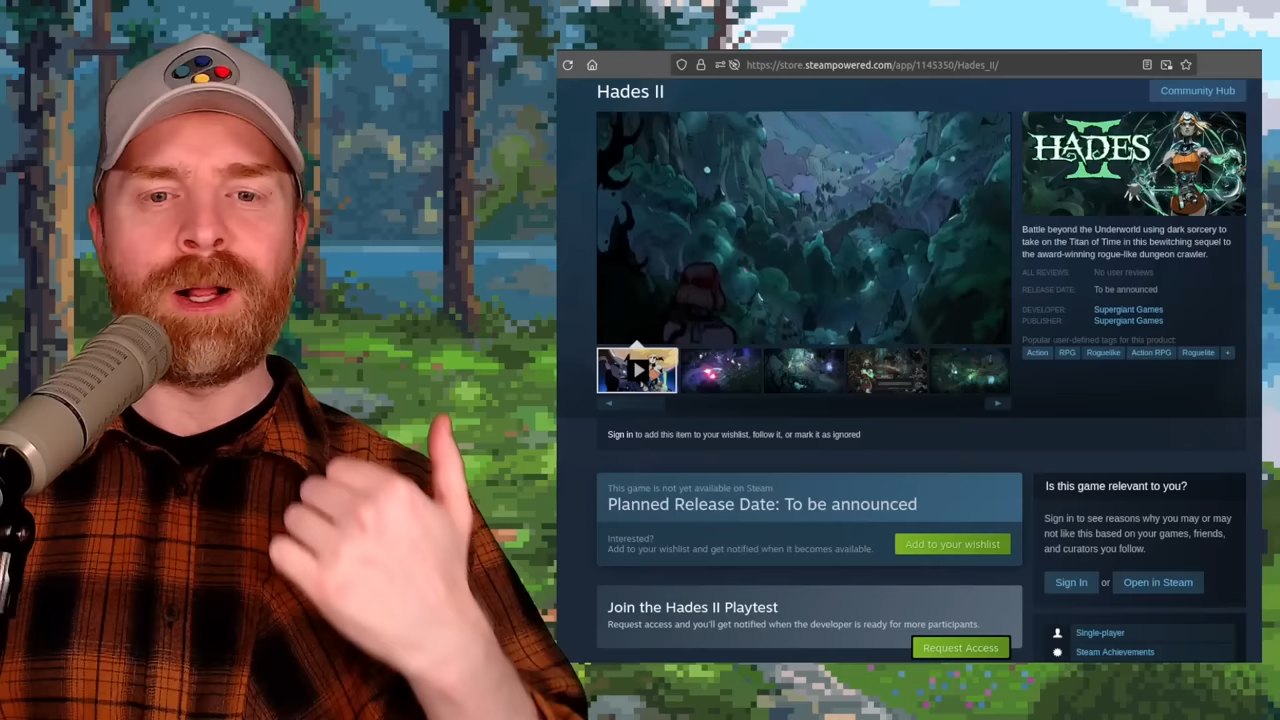 https://store.steampowered.com/app/1145350/Hades_II/
Hades II
Community Hub
HADES
II
Battle beyond the Underworld using dark sorcery to
take on the Titan of Time in this bewitching sequel to
the award-winning rogue-like dungeon crawler.
ALL REVIEWS: No user reviews
RELEASE DATE: To be announced
DEVELOPER: Supergiant Games
PUBLISHER: Supergiant Games
Popular user-defined tags for this product:
Action RPG Roguelike Action RPG Roguelite +
Sign in to add this item to your wishlist, follow it, or mark it as ignored
This game is not yet available on Steam
Planned Release Date: To be announced
Interested?
Add to your wishlist and get notified when it becomes available.
Add to your wishlist
Join the Hades II Playtest
Request access and you'll get notified when the developer is ready for more participants.
Request Access
Is this game relevant to you?
Sign in to see reasons why you may or may
not like this based on your games, friends,
and curators you follow.
Sign In or Open in Steam
Single-player
Steam Achievements